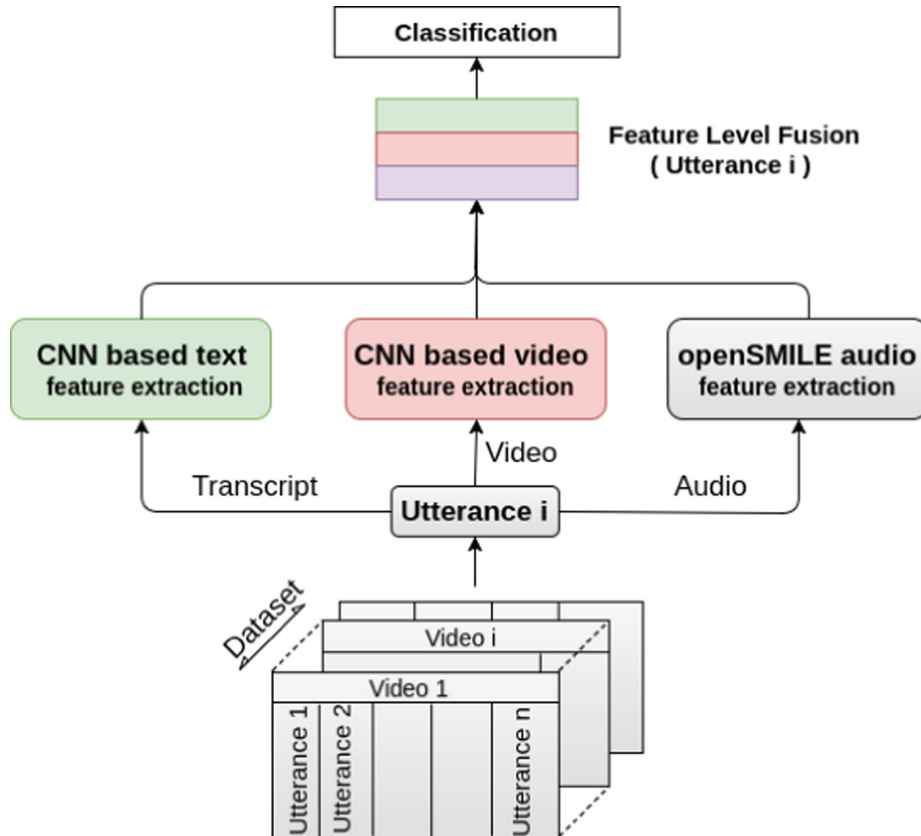 Classification
Feature Level Fusion
( Utterance i )
CNN based text
feature extraction
CNN based video
feature extraction
openSMILE audio
feature extraction
Video
Transcript
Audio
Utterance i
Dataset
Video i
Video 1
Utterance 1
Utterance 2
Utterance n